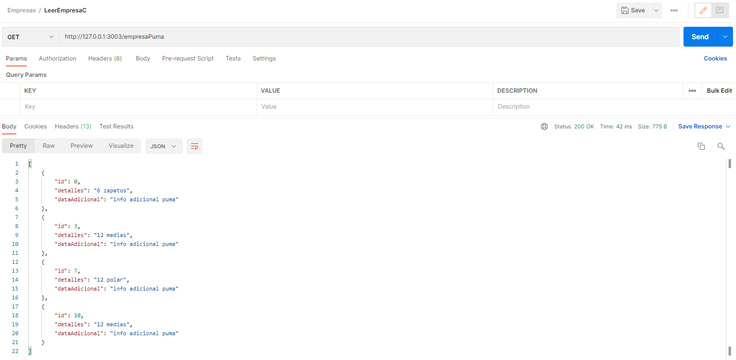 Empresas / LeerEmpresaC
Save
GET http://127.0.0.1:3003/empresaPuma Send
Params Authorization Headers (6) Body Pre-request Script Tests Settings Cookies
Query Params
KEY VALUE DESCRIPTION ••• Bulk Edit
Key Value Description
Body Cookies Headers (13) Test Results Status: 200 OK Time: 42 ms Size: 775 B Save Response
Pretty Raw Preview Visualize JSON
1 [
2 {
3 "id": 0,
4 "detalles": "6 zapatos",
5 "dataAdicional": "info adicional puma"
6 },
7 {
8 "id": 3,
9 "detalles": "12 medias",
10 "dataAdicional": "info adicional puma"
11 },
12 {
13 "id": 7,
14 "detalles": "12 polar",
15 "dataAdicional": "info adicional puma"
16 },
17 {
18 "id": 10,
19 "detalles": "12 medias",
20 "dataAdicional": "info adicional puma"
21 }
22 ]